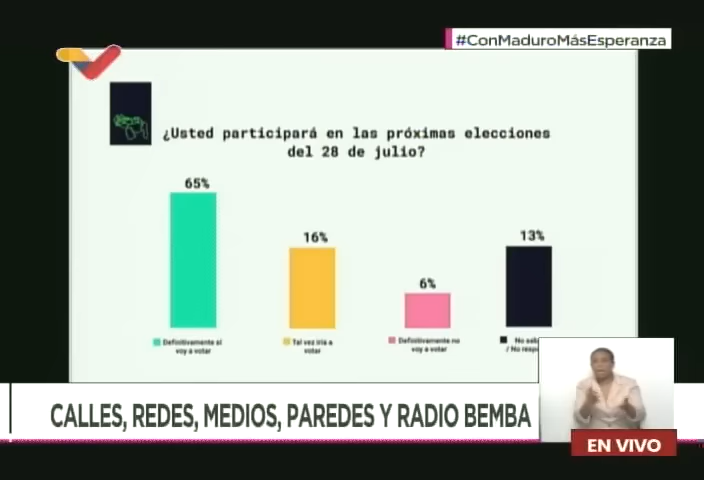 #ConMaduroMásEsperanza
¿Usted participará en las próximas elecciones
del 28 de julio?
65%
16%
6%
13%
Definitivamente sí
voy a votar
Tal vez iría a
votar
Definitivamente no
voy a votar
No
/ No
CALLES, REDES, MEDIOS, PAREDES Y RADIO BEMBA
EN VIVO